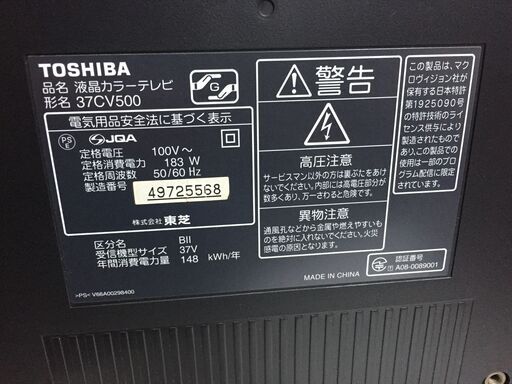 TOSHIBA
品名 液晶カラーテレビ
形名 37CV500
G
電気用品安全法に基づく表示
PS
E
JQA
定格電圧 100V～
定格消費電力 183 W
定格周波数 50/60 Hz
製造番号
49725568
株式会社 東芝
区分名 BII
受信機型サイズ 37V
年間消費電力量 148 kWh/年
>PS< V66A00298400
警告
高圧注意
サービスマン以外の方は裏ぶたをあけ
ないでください。内部には高電圧部分が
数多くあり、万一さわると危険です。
異物注意
通風孔などから金属や燃えやすいもの
を絶対に入れないでください。火災
感電の原因となります。
MADE IN CHINA
この製品は、マク
ロヴィジョン社が
保有する日本特許
第1925090号
の特許技術のライ
センス供与により
製造されたもの
であり、この製品での
使用は一部のプロ
グラム配信に限定
されています。
認証番号
A08-0089001